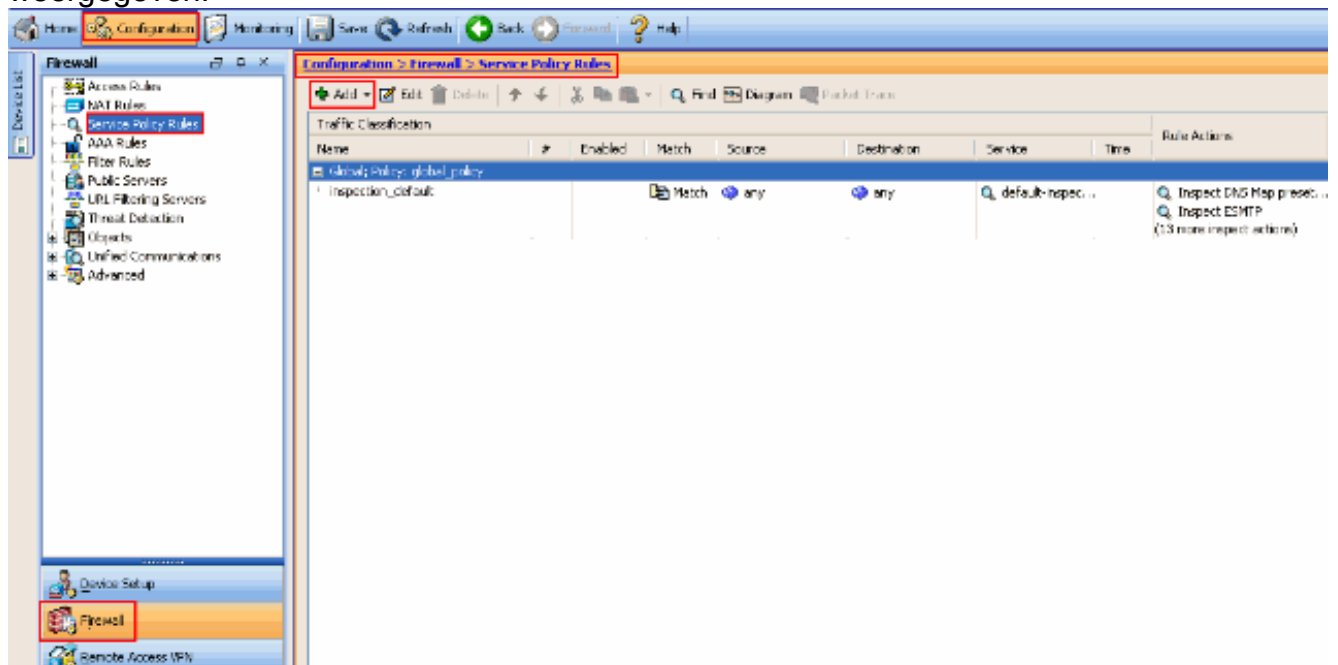 weergegeven.
Home Configuration Monitoring Save Refresh Back Forward Help
Device List
Firewall
Access Rules
NAT Rules
Service Policy Rules
AAA Rules
Filter Rules
Public Servers
URL Filtering Servers
Threat Detection
Objects
Unified Communications
Advanced
Device Setup
Firewall
Remote Access VPN
Configuration > Firewall > Service Policy Rules
Add Edit Delete Find Diagram Packet Trace
Traffic Classification
Rule Actions
Name # Enabled Match Source Destination Service Time
Global; Policy: global_policy
inspection_default Match any any default-inspec... Inspect DNS Map preset...
Inspect ESMTP
(13 more inspect actions)